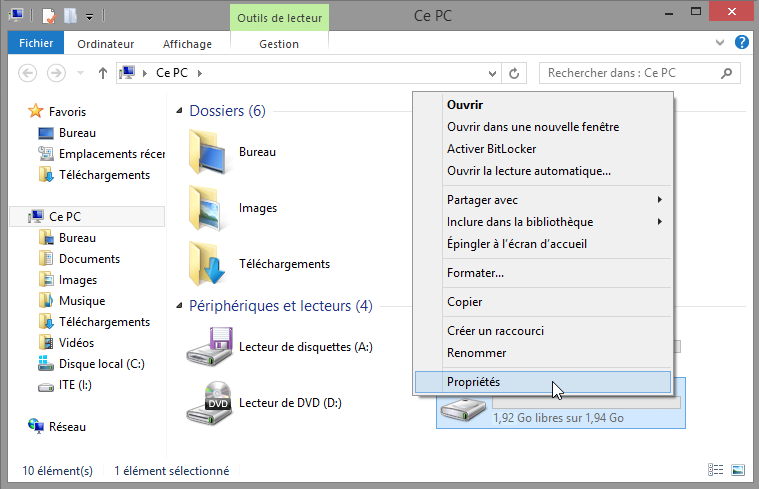 Outils de lecteur
Ce PC
Fichier
Ordinateur
Affichage
Gestion
Ce PC
Rechercher dans : Ce PC
Favoris
Bureau
Emplacements récen
Téléchargements
Ce PC
Bureau
Documents
Images
Musique
Téléchargements
Vidéos
Disque local (C:)
ITE (I:)
Réseau
Dossiers (6)
Bureau
Images
Téléchargements
Périphériques et lecteurs (4)
Lecteur de disquettes (A:)
DVD
Lecteur de DVD (D:)
Ouvrir
Ouvrir dans une nouvelle fenêtre
Activer BitLocker
Ouvrir la lecture automatique...
Partager avec
Inclure dans la bibliothèque
Épingler à l'écran d'accueil
Formater...
Copier
Créer un raccourci
Renommer
Propriétés
1,92 Go libres sur 1,94 Go
10 élément(s)
1 élément sélectionné